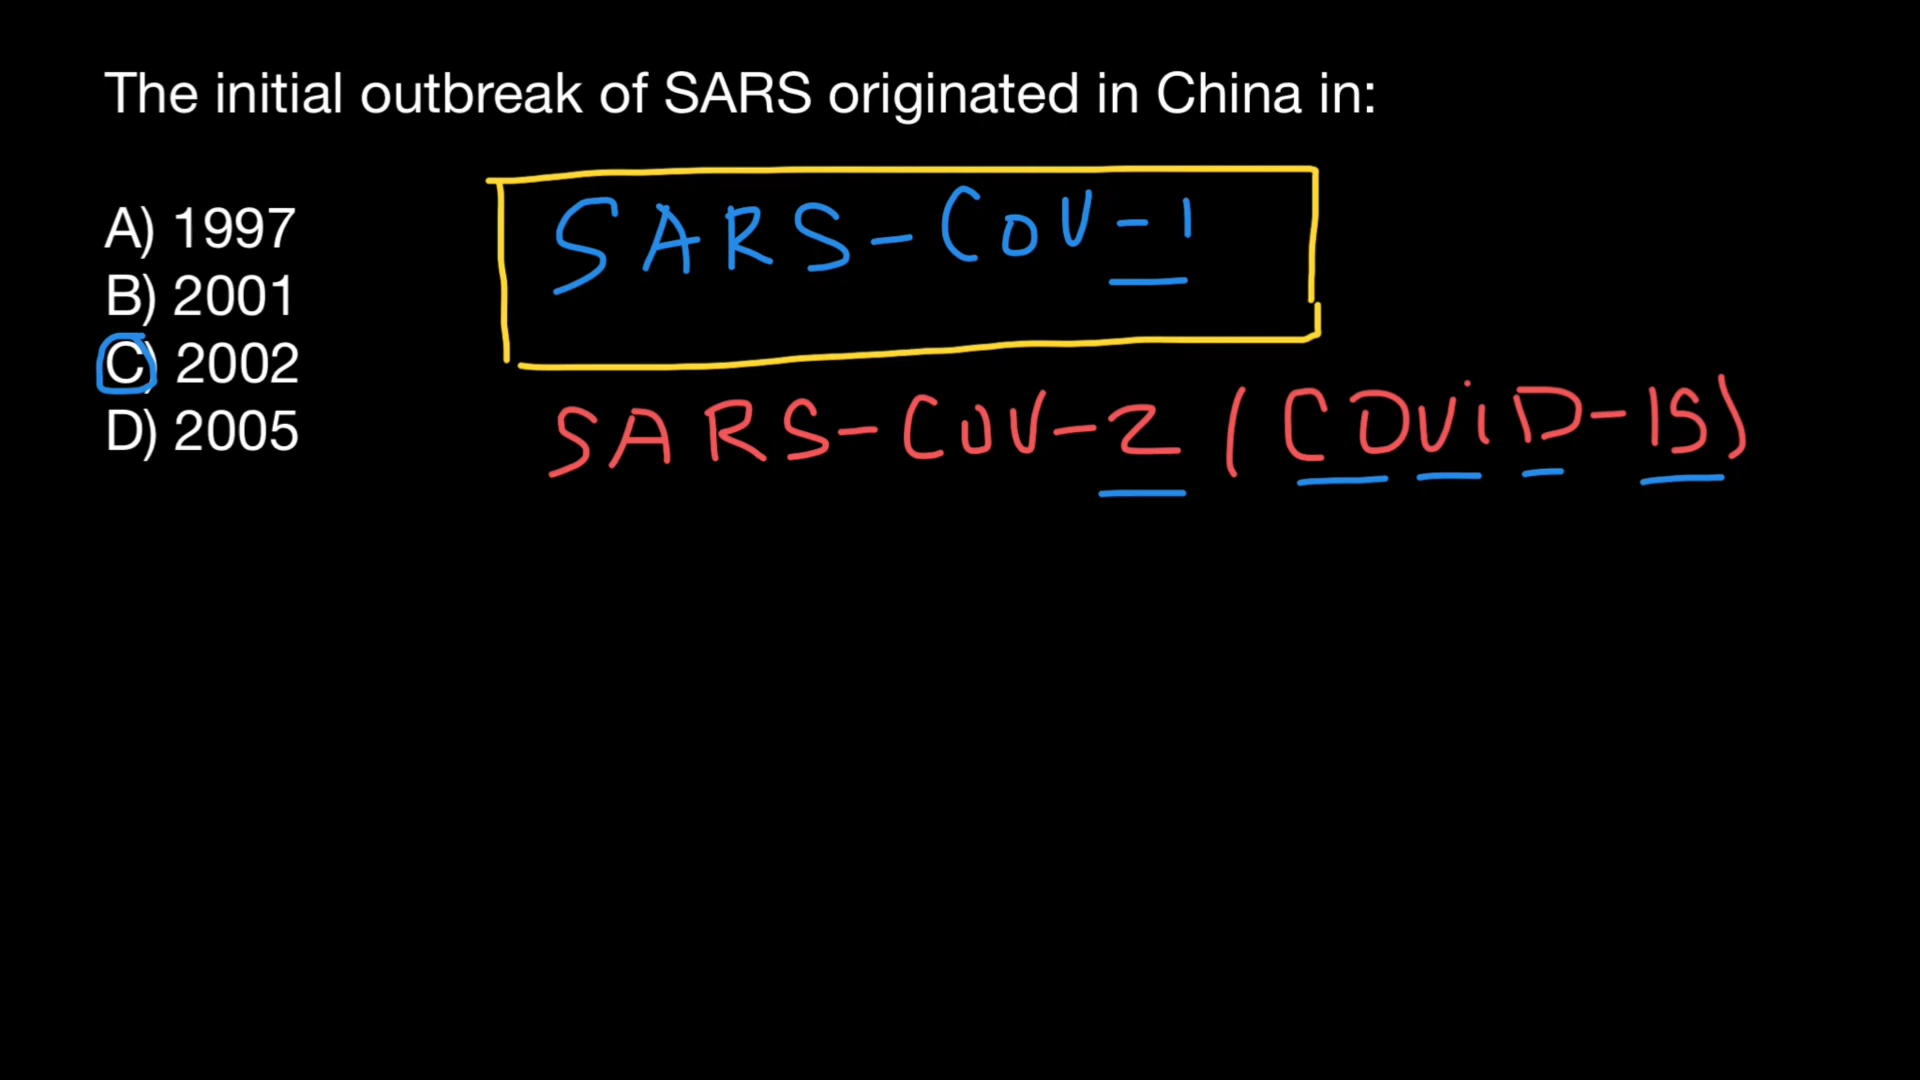 The initial outbreak of SARS originated in China in:
A) 1997
B) 2001
C) 2002
D) 2005
SARS-CoV-1
SARS-CoV-2 (COViD-19)